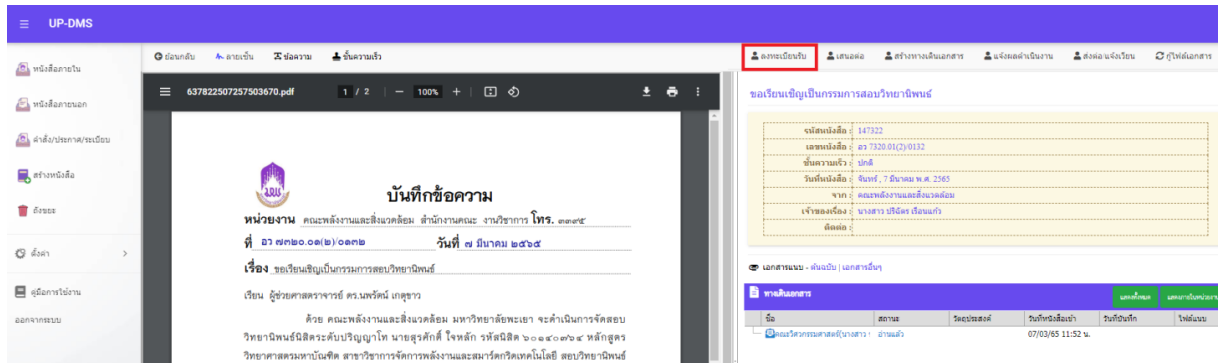 UP-DMS
หนังสือภายใน
หนังสือภายนอก
คำสั่ง/ประกาศ/ระเบียบ
สร้างหนังสือ
ถังขยะ
ตั้งค่า
คู่มือการใช้งาน
ออกจากระบบ
ย้อนกลับ ลายเซ็น ข้อความ ชั้นความเร็ว
637822507257503670.pdf 1 / 2 100%
บันทึกข้อความ
หน่วยงาน คณะพลังงานและสิ่งแวดล้อม สำนักงานคณะ งานวิชาการ โทร. ๓๓๙๕
ที่ อว ๗๓๒๐.๐๑(๒)/๐๑๓๒ วันที่ ๗ มีนาคม ๒๕๖๕
เรื่อง ขอเรียนเชิญเป็นกรรมการสอบวิทยานิพนธ์
เรียน ผู้ช่วยศาสตราจารย์ ดร.นพรัตน์ เกตุขาว
ด้วย คณะพลังงานและสิ่งแวดล้อม มหาวิทยาลัยพะเยา จะดำเนินการจัดสอบ
วิทยานิพนธ์นิสิตระดับปริญญาโท นายสุรศักดิ์ ใจหลัก รหัสนิสิต ๖๐๑๔๐๓๖๔ หลักสูตร
วิทยาศาสตรมหาบัณฑิต สาขาวิชาการจัดการพลังงานและสมาร์ตกริดเทคโนโลยี สอบวิทยานิพนธ์
ลงทะเบียนรับ เสนอต่อ สร้างทางเดินเอกสาร แจ้งผลดำเนินงาน ส่งต่อ/แจ้งเวียน กู้ไฟล์เอกสาร
ขอเรียนเชิญเป็นกรรมการสอบวิทยานิพนธ์
รหัสหนังสือ : 147322
เลขหนังสือ : อว 7320.01(2)/0132
ชั้นความเร็ว : ปกติ
วันที่หนังสือ : จันทร์ , 7 มีนาคม พ.ศ. 2565
จาก : คณะพลังงานและสิ่งแวดล้อม
เจ้าของเรื่อง : นางสาว ปริฉัตร เรือนแก้ว
ติดต่อ :
เอกสารแนบ - ต้นฉบับ | เอกสารอื่นๆ
ทางเดินเอกสาร แสดงทั้งหมด แสดงภายในหน่วยงาน
ชื่อ สถานะ วัตถุประสงค์ วันที่หนังสือเข้า วันที่บันทึก ไฟล์แนบ
คณะวิศวกรรมศาสตร์(นางสาว อ่านแล้ว 07/03/65 11:52 น.